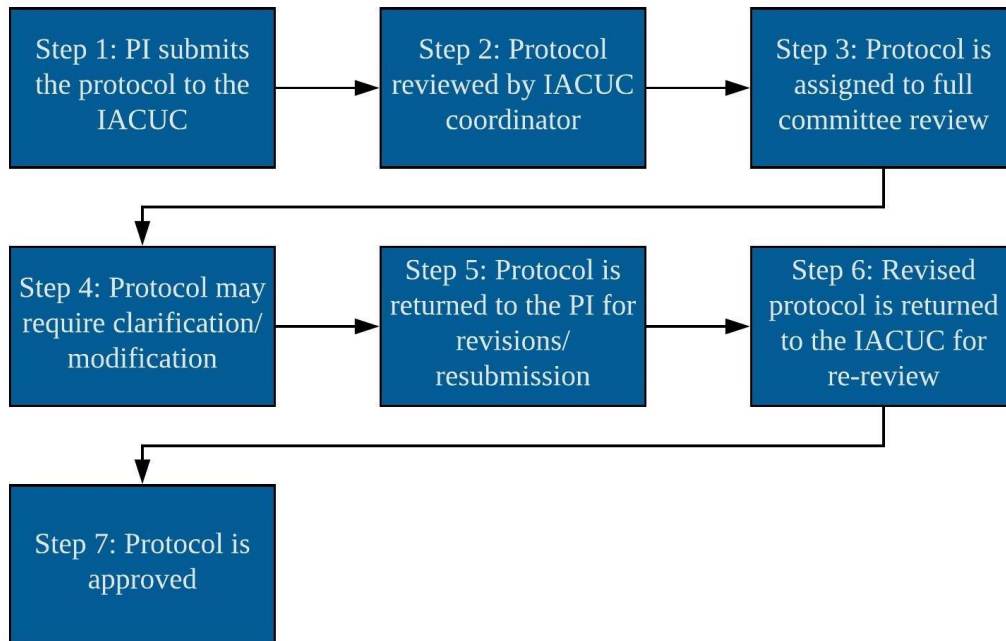 Step 1: PI submits
the protocol to the
IACUC
Step 2: Protocol
reviewed by IACUC
coordinator
Step 3: Protocol is
assigned to full
committee review
Step 4: Protocol may
require clarification/
modification
Step 5: Protocol is
returned to the PI for
revisions/
resubmission
Step 6: Revised
protocol is returned
to the IACUC for
re-review
Step 7: Protocol is
approved